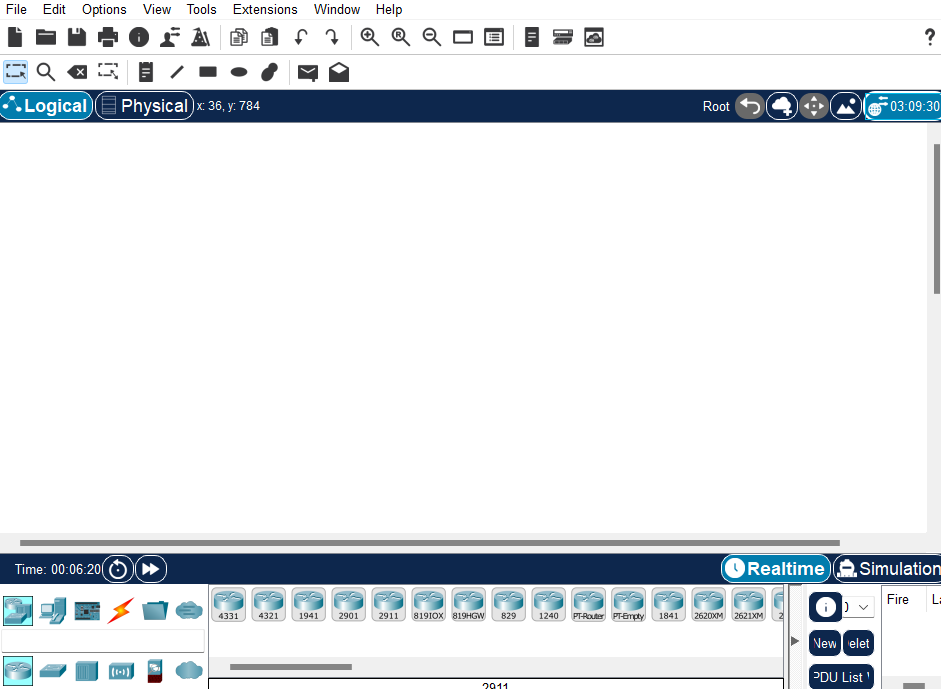 File Edit Options View Tools Extensions Window Help
Logical Physical x: 36, y: 784 Root 03:09:30
Time: 00:06:20 Realtime Simulation
4331 4321 1941 2901 2911 819IOX 819HGW 829 1240 PT-Router PT-Empty 1841 2620XM 2621XM 2
Fire La
New elet
PDU List
2911